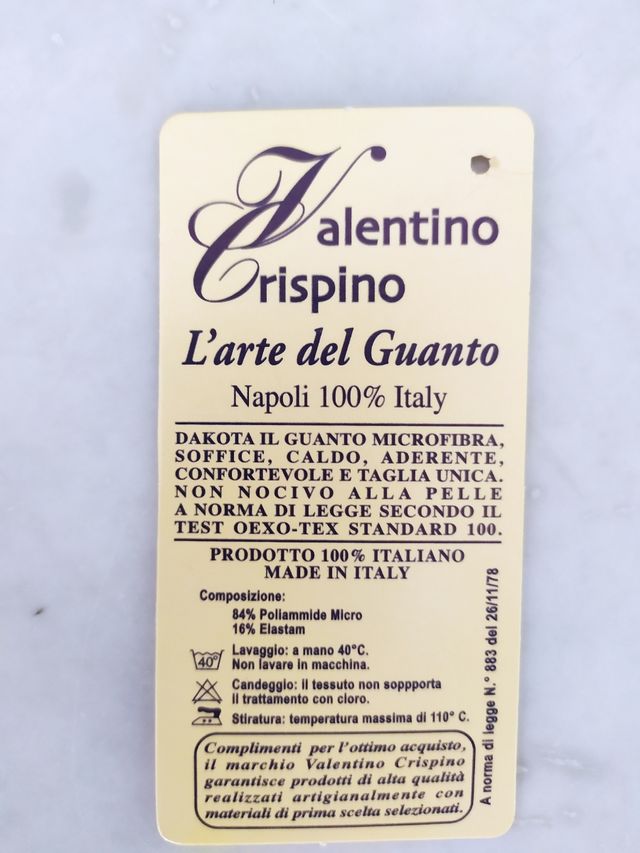 Valentino
Crispino
L'arte del Guanto
Napoli 100% Italy
DAKOTA IL GUANTO MICROFIBRA,
SOFFICE, CALDO, ADERENTE,
CONFORTEVOLE E TAGLIA UNICA.
NON NOCIVO ALLA PELLE
A NORMA DI LEGGE SECONDO IL
TEST OEXO-TEX STANDARD 100.
PRODOTTO 100% ITALIANO
MADE IN ITALY
Composizione:
84% Poliammide Micro
16% Elastam
40°
Lavaggio: a mano 40°C.
Non lavare in macchina.
Candeggio: il tessuto non soppporta
il trattamento con cloro.
Stiratura: temperatura massima di 110° C.
A norma di legge N.° 883 del 26/11/78
Complimenti per l'ottimo acquisto,
il marchio Valentino Crispino
garantisce prodotti di alta qualità
realizzati artigianalmente con
materiali di prima scelta selezionati.